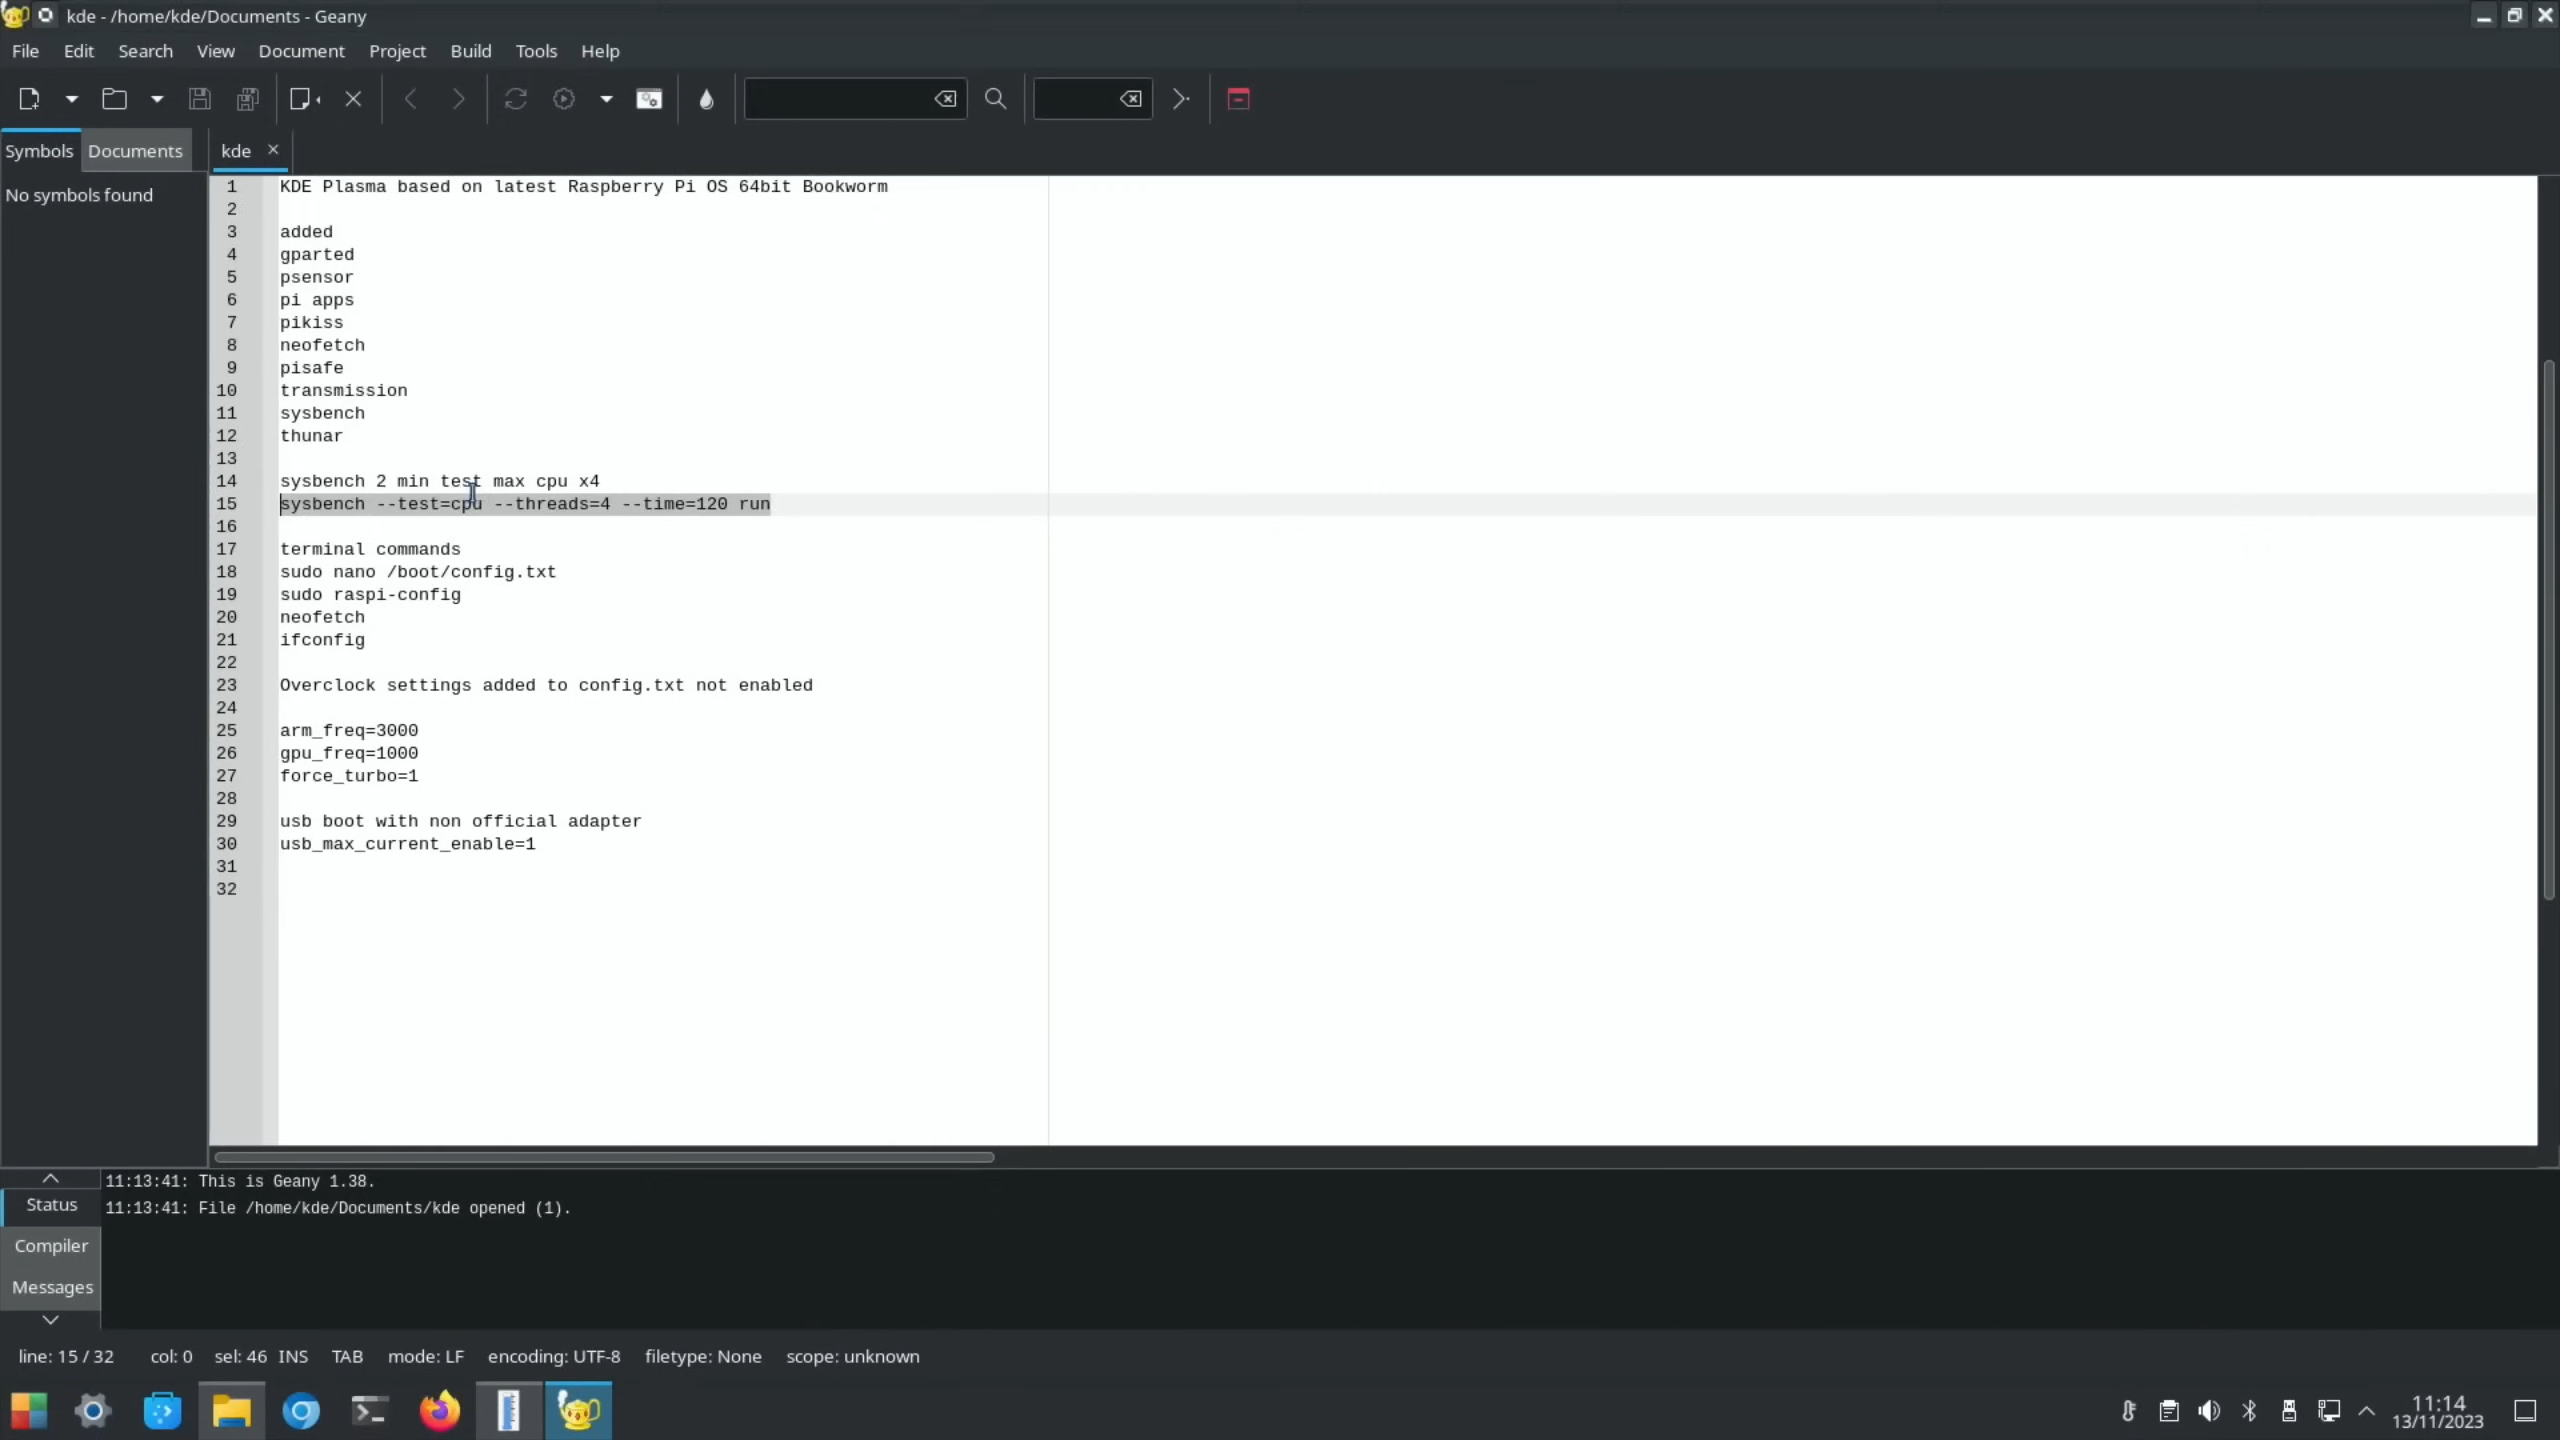 kde - /home/kde/Documents - Geany
File Edit Search View Document Project Build Tools Help
Symbols Documents kde
No symbols found
1 KDE Plasma based on latest Raspberry Pi OS 64bit Bookworm
2
3 added
4 gparted
5 psensor
6 pi apps
7 pikiss
8 neofetch
9 pisafe
10 transmission
11 sysbench
12 thunar
13
14 sysbench 2 min test max cpu x4
15 sysbench --test=cpu --threads=4 --time=120 run
16
17 terminal commands
18 sudo nano /boot/config.txt
19 sudo raspi-config
20 neofetch
21 ifconfig
22
23 Overclock settings added to config.txt not enabled
24
25 arm_freq=3000
26 gpu_freq=1000
27 force_turbo=1
28
29 usb boot with non official adapter
30 usb_max_current_enable=1
31
32
Status
Compiler
Messages
11:13:41: This is Geany 1.38.
11:13:41: File /home/kde/Documents/kde opened (1).
line: 15 / 32 col: 0 sel: 46 INS TAB mode: LF encoding: UTF-8 filetype: None scope: unknown
11:14
13/11/2023